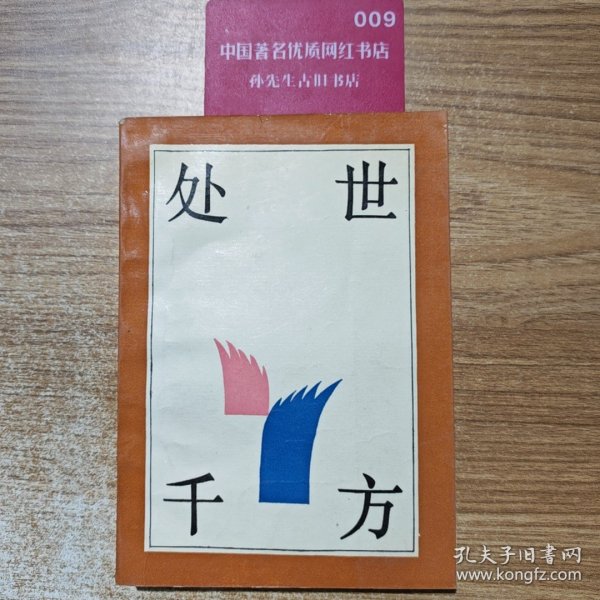 009
中国著名优质网红书店
孙先生古旧书店
处世
千方
孔夫子旧书网
www.kongfz.com